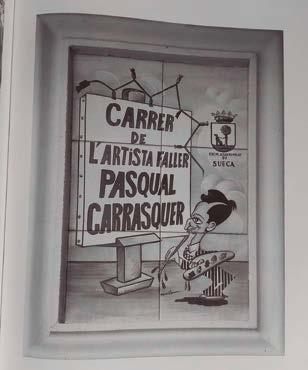 CARRER
DE
L'ARTISTA FALLER
PASQUAL
CARRASQUER
SUECA